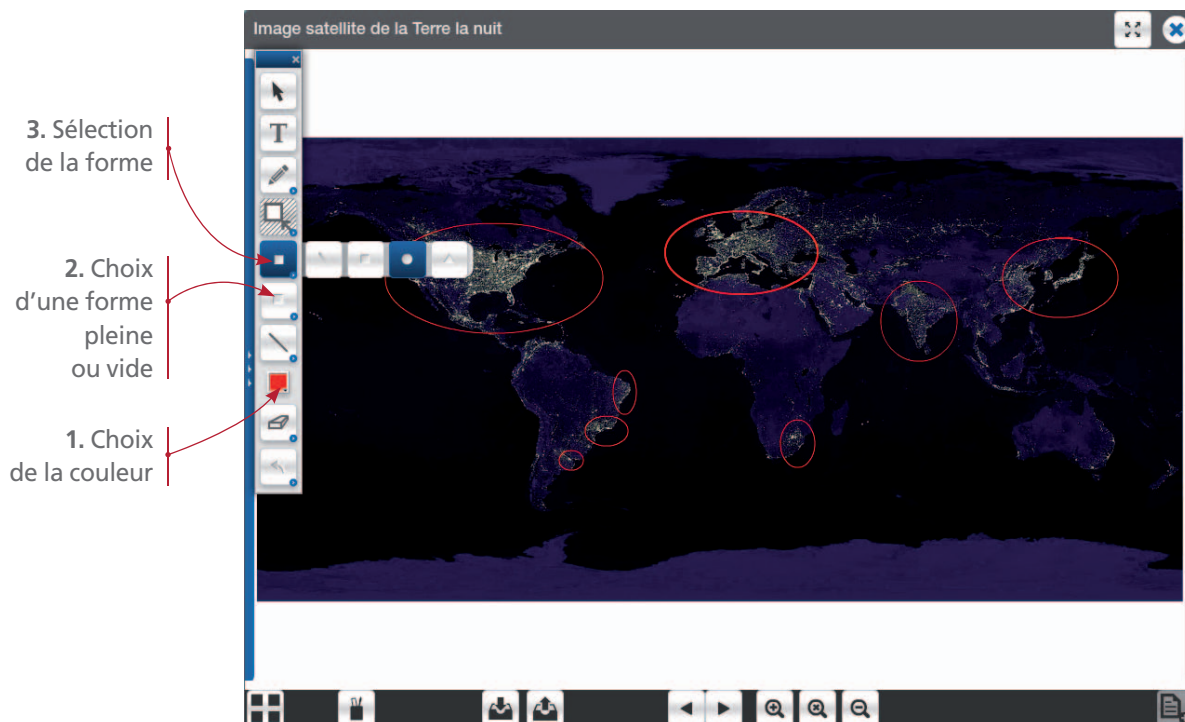 Image satellite de la Terre la nuit
T
3. Sélection
de la forme
2. Choix
d'une forme
pleine
ou vide
1. Choix
de la couleur